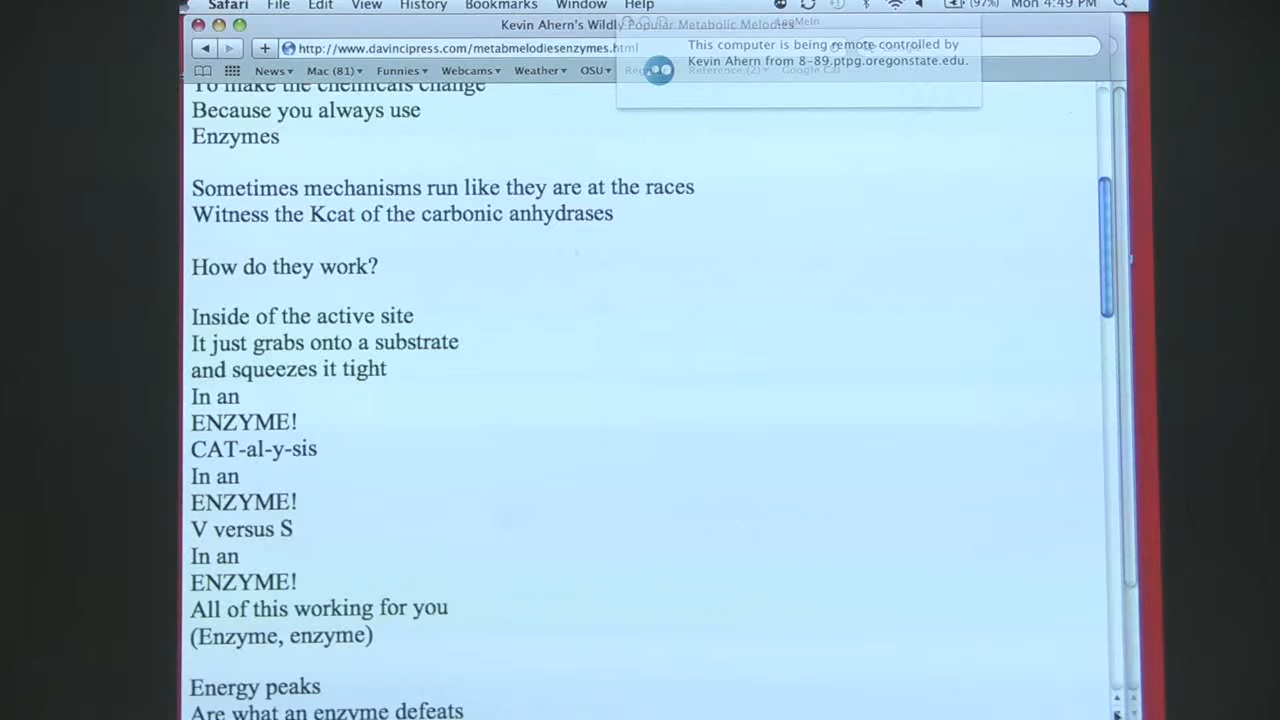 Safari File Edit View History Bookmarks Window Help (97%) Mon 4:49 PM
Kevin Ahern's Wildly Popular Metabolic Melodies
LogMeIn
http://www.davincipress.com/metabmelodiesenzymes.html
This computer is being remote controlled by
Kevin Ahern from 8-89.ptpg.oregonstate.edu.
News Mac (81) Funnies Webcams Weather OSU Reference (2) Google Cal
To make the chemicals change
Because you always use
Enzymes
Sometimes mechanisms run like they are at the races
Witness the Kcat of the carbonic anhydrases
How do they work?
Inside of the active site
It just grabs onto a substrate
and squeezes it tight
In an
ENZYME!
CAT-al-y-sis
In an
ENZYME!
V versus S
In an
ENZYME!
All of this working for you
(Enzyme, enzyme)
Energy peaks
Are what an enzyme defeats